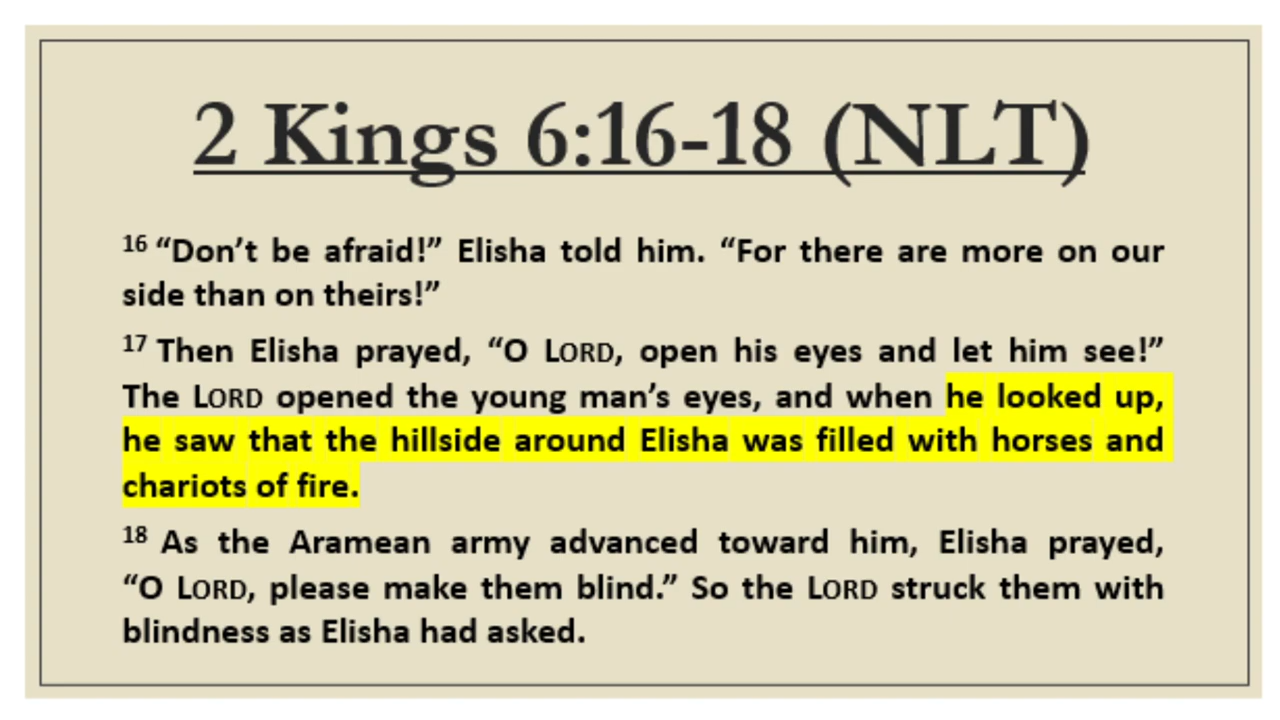 2 Kings 6:16-18 (NLT)
16 “Don’t be afraid!” Elisha told him. “For there are more on our
side than on theirs!”
17 Then Elisha prayed, “O LORD, open his eyes and let him see!”
The LORD opened the young man’s eyes, and when he looked up,
he saw that the hillside around Elisha was filled with horses and
chariots of fire.
18 As the Aramean army advanced toward him, Elisha prayed,
“O LORD, please make them blind.” So the LORD struck them with
blindness as Elisha had asked.